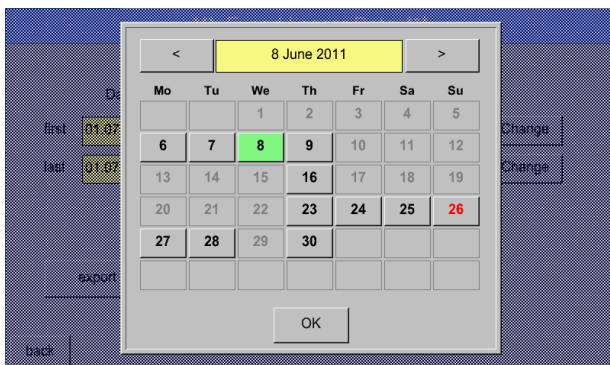 < 8 June 2011 >
Mo Tu We Th Fr Sa Su
1 2 3 4 5
first 01.07 Change
6 7 8 9 10 11 12
last 01.07 Change
13 14 15 16 17 18 19
20 21 22 23 24 25 26
27 28 29 30
export
OK
back